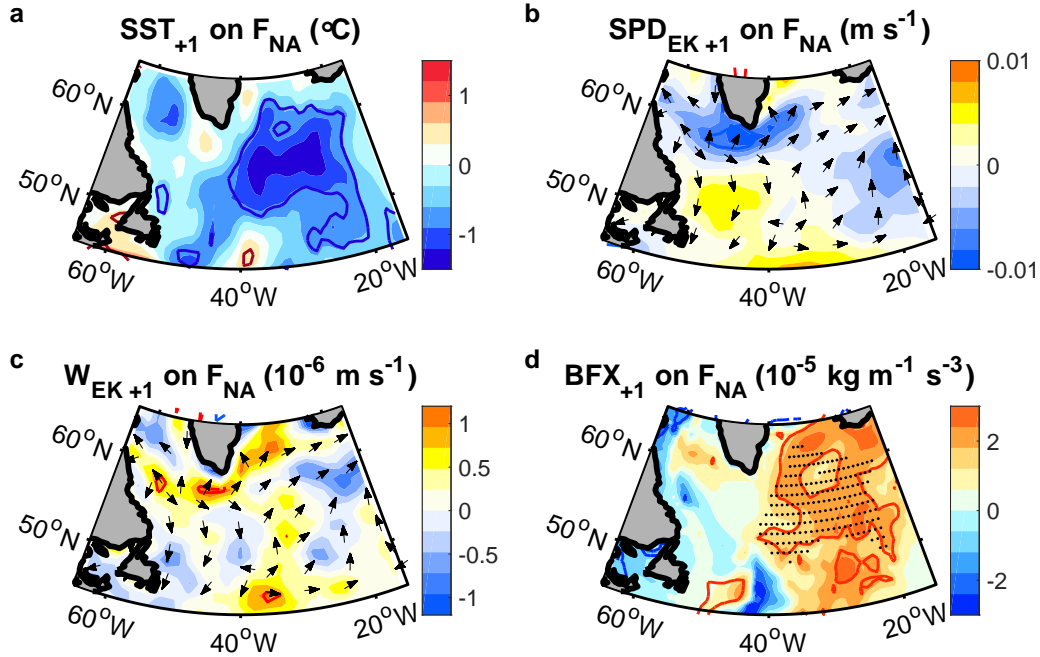 a
SST+1 on FNA (°C)
60°N
50°N
60°W
40°W
20°W
1
0
-1
b
SPDEK +1 on FNA (m s-1)
60°N
50°N
60°W
40°W
20°W
0.01
0
-0.01
c
WEK +1 on FNA (10-6 m s-1)
60°N
50°N
60°W
40°W
20°W
1
0.5
0
-0.5
-1
d
BFX+1 on FNA (10-5 kg m-1 s-3)
60°N
50°N
60°W
40°W
20°W
2
0
-2